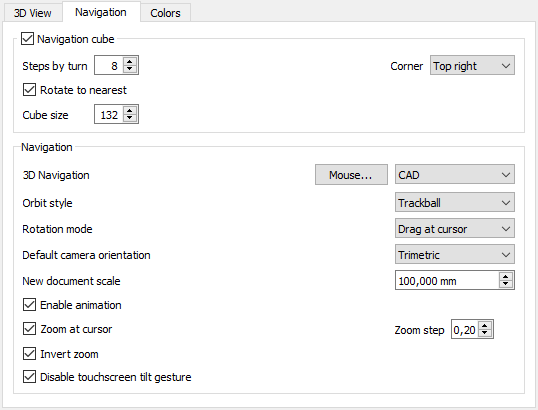 3D View Navigation Colors
Navigation cube
Steps by turn 8 Corner Top right
Rotate to nearest
Cube size 132
Navigation
3D Navigation Mouse... CAD
Orbit style Trackball
Rotation mode Drag at cursor
Default camera orientation Trimetric
New document scale 100,000 mm
Enable animation
Zoom at cursor Zoom step 0,20
Invert zoom
Disable touchscreen tilt gesture